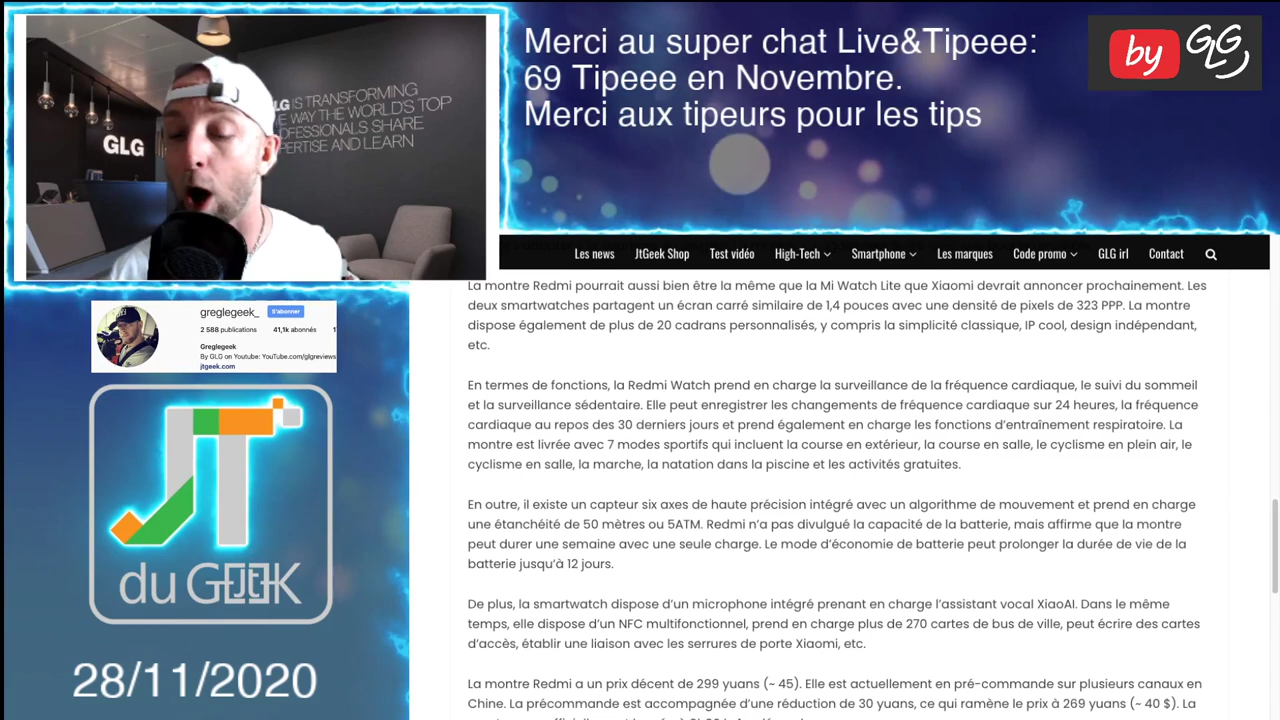 Merci au super chat Live&Tipeee:
69 Tipeee en Novembre.
Merci aux tipeurs pour les tips
by GLG
GLG IS TRANSFORMING
WAY THE WORLD'S TOP
SHARE
AND LEARN
GLG
Les news JtGeek Shop Test vidéo High-Tech Smartphone Les marques Code promo GLG irl Contact
greglegeek_ S'abonner
2 588 publications 41,1k abonnés 1
Greglegeek
By GLG on Youtube: YouTube.com/glgreviews
jtgeek.com
JT
du GEEK
28/11/2020
La montre Redmi pourrait aussi bien être la même que la Mi Watch Lite que Xiaomi devrait annoncer prochainement. Les
deux smartwatches partagent un écran carré similaire de 1,4 pouces avec une densité de pixels de 323 PPP. La montre
dispose également de plus de 20 cadrans personnalisés, y compris la simplicité classique, IP cool, design indépendant,
etc.
En termes de fonctions, la Redmi Watch prend en charge la surveillance de la fréquence cardiaque, le suivi du sommeil
et la surveillance sédentaire. Elle peut enregistrer les changements de fréquence cardiaque sur 24 heures, la fréquence
cardiaque au repos des 30 derniers jours et prend également en charge les fonctions d'entraînement respiratoire. La
montre est livrée avec 7 modes sportifs qui incluent la course en extérieur, la course en salle, le cyclisme en plein air, le
cyclisme en salle, la marche, la natation dans la piscine et les activités gratuites.
En outre, il existe un capteur six axes de haute précision intégré avec un algorithme de mouvement et prend en charge
une étanchéité de 50 mètres ou 5ATM. Redmi n'a pas divulgué la capacité de la batterie, mais affirme que la montre
peut durer une semaine avec une seule charge. Le mode d'économie de batterie peut prolonger la durée de vie de la
batterie jusqu'à 12 jours.
De plus, la smartwatch dispose d'un microphone intégré prenant en charge l'assistant vocal XiaoAI. Dans le même
temps, elle dispose d'un NFC multifonctionnel, prend en charge plus de 270 cartes de bus de ville, peut écrire des cartes
d'accès, établir une liaison avec les serrures de porte Xiaomi, etc.
La montre Redmi a un prix décent de 299 yuans (~ 45). Elle est actuellement en pré-commande sur plusieurs canaux en
Chine. La précommande est accompagnée d'une réduction de 30 yuans, ce qui ramène le prix à 269 yuans (~ 40 $). La